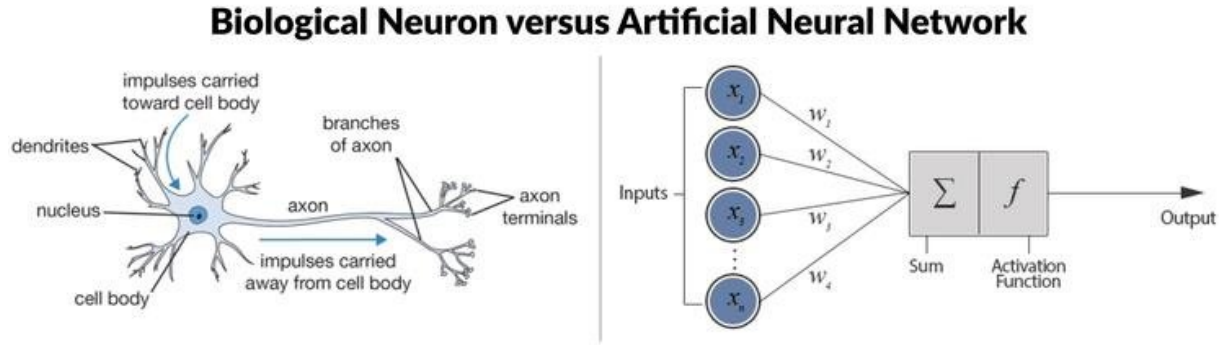 Biological Neuron versus Artificial Neural Network
impulses carried
toward cell body
dendrites
nucleus
cell body
axon
impulses carried
away from cell body
branches
of axon
axon
terminals
Inputs
x₁
x₂
x₃
xₙ
w₁
w₂
w₃
w₄
Σ
f
Sum
Activation
Function
Output